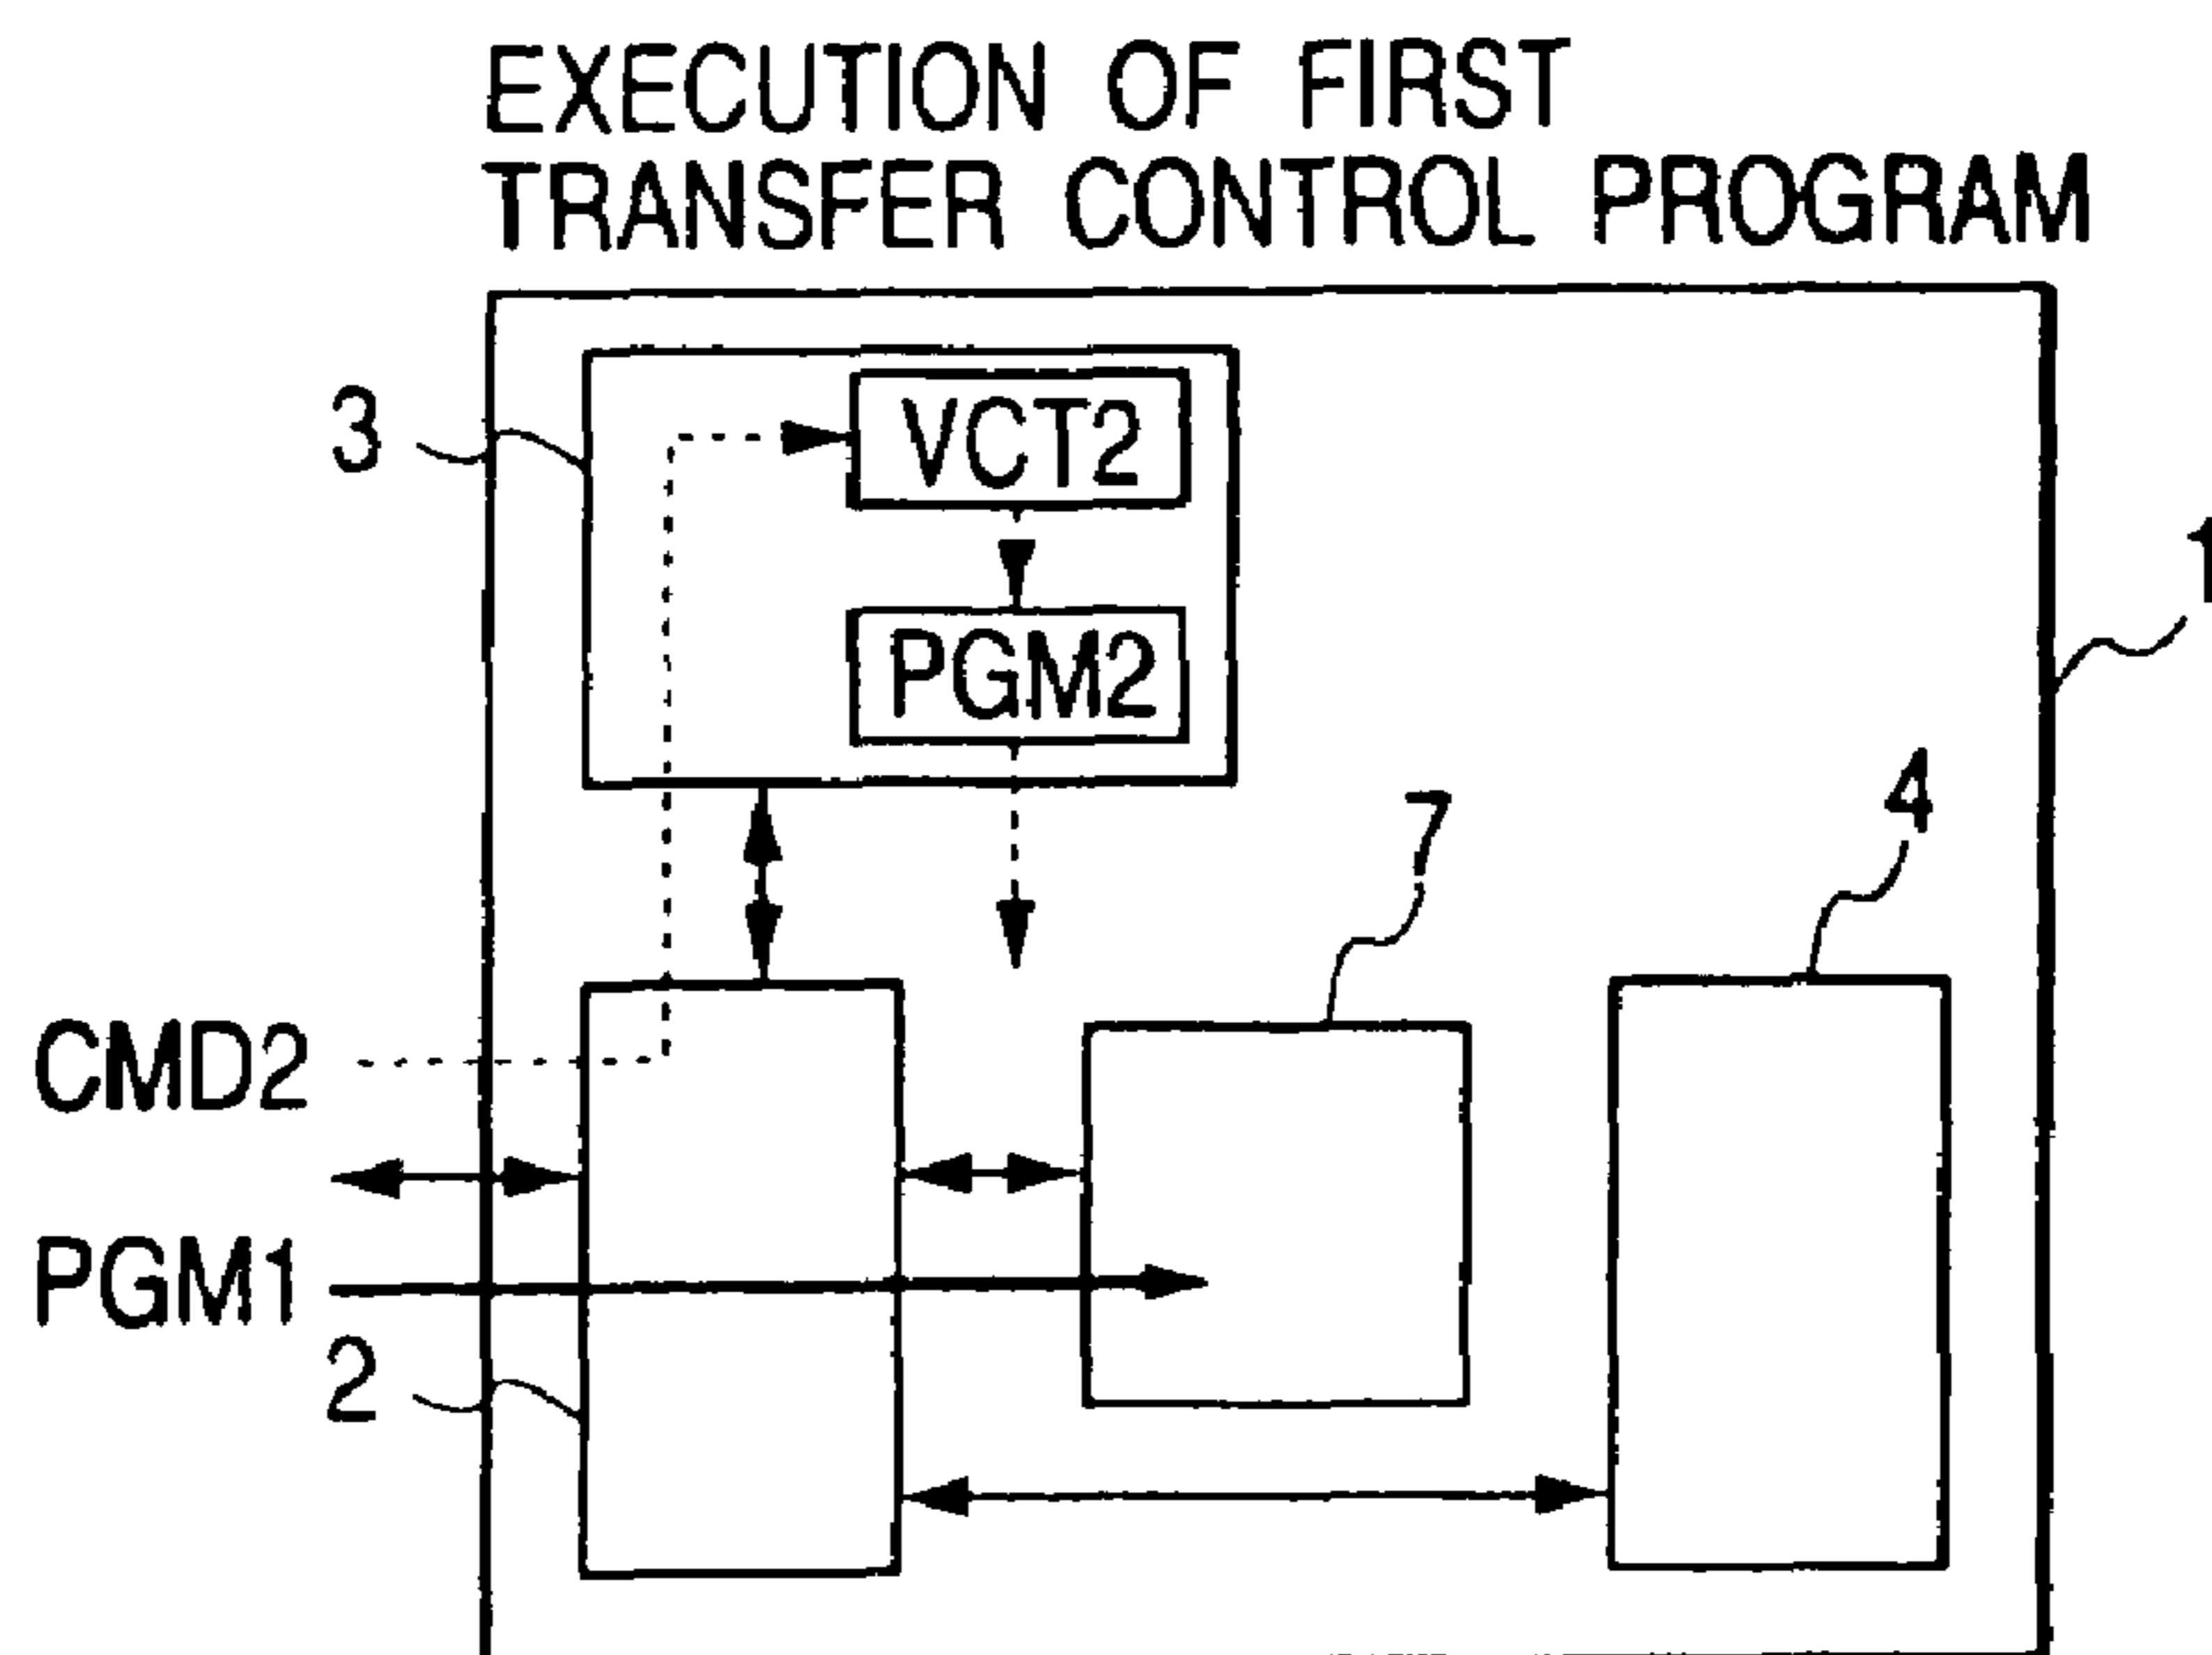 EXECUTION OF FIRST
TRANSFER CONTROL PROGRAM
3
VCT2
1
PGM2
7
4
CMD2
PGM1
2